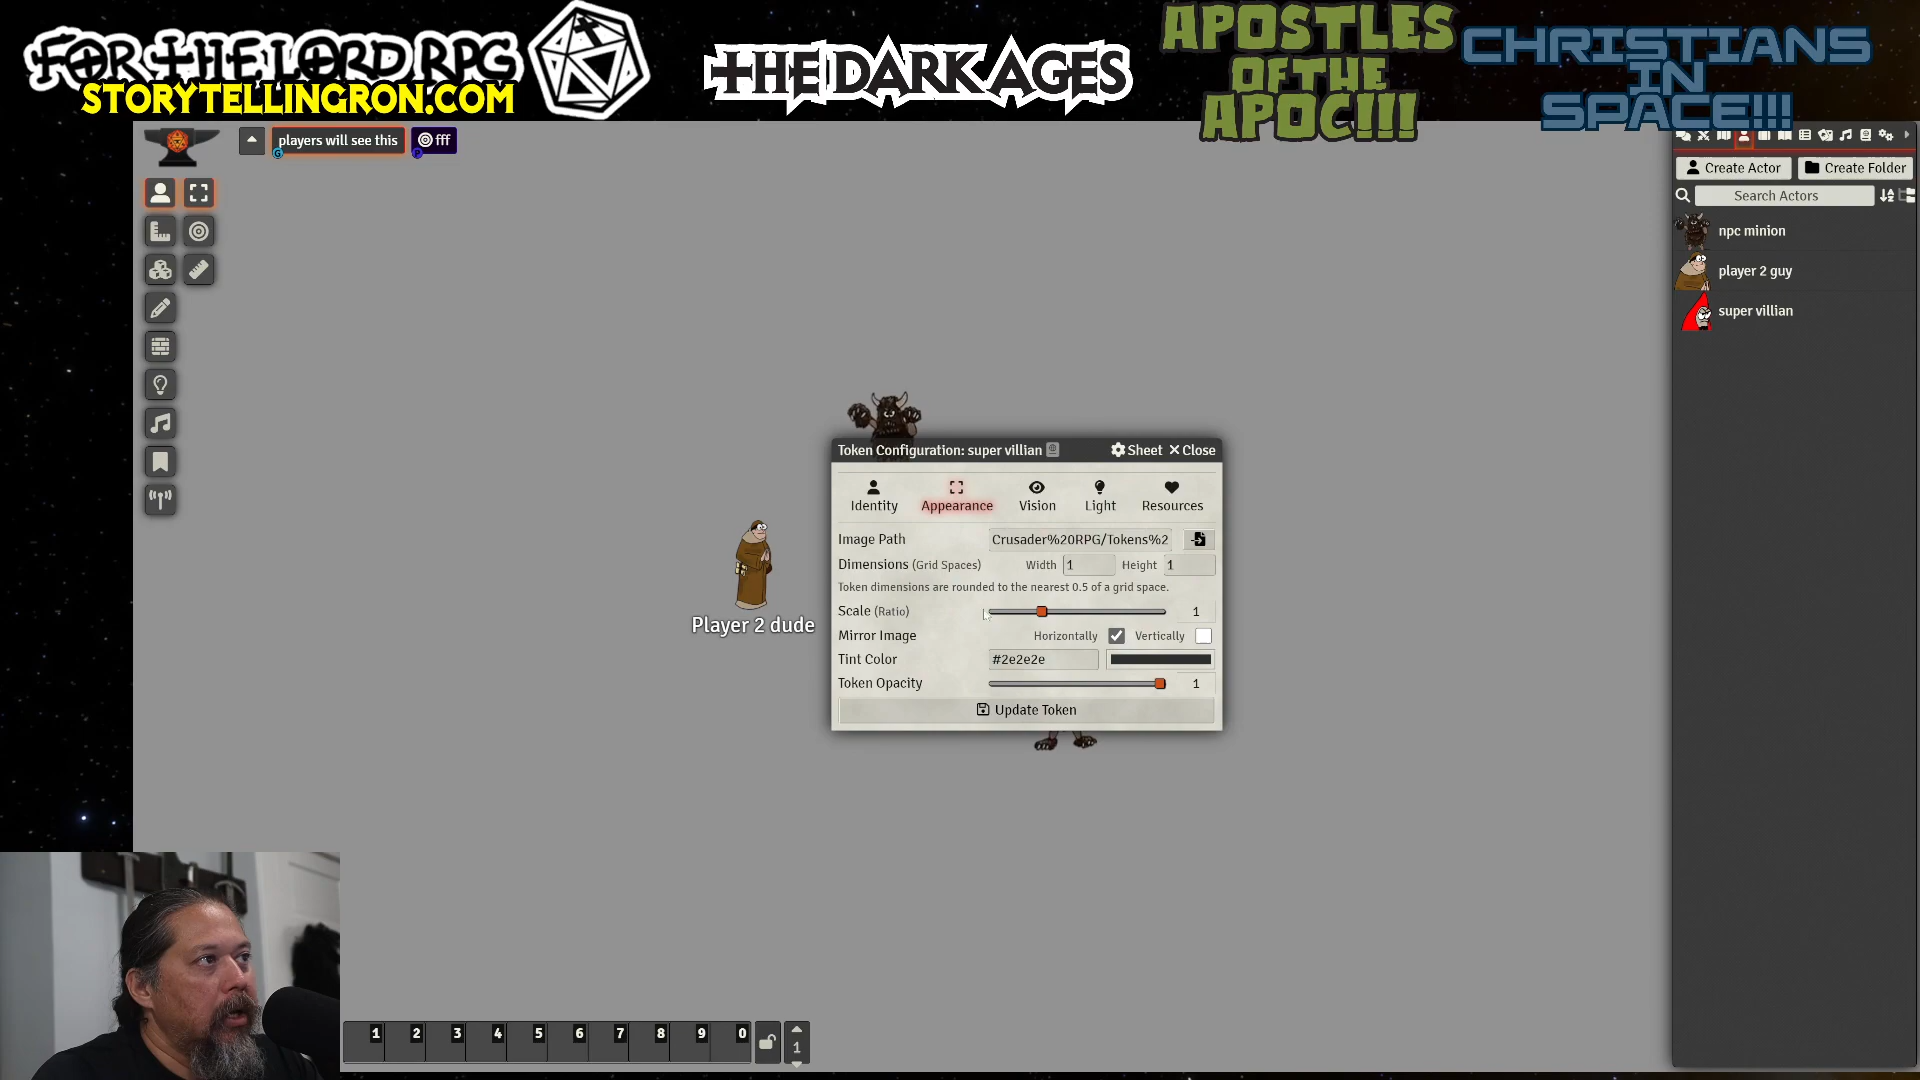 FOR THE LORD RPG
STORYTELLINGRON.COM
THE DARK AGES
APOSTLES
OF THE
APOC!!!
CHRISTIANS
IN
SPACE!!!
players will see this
fff
Create Actor
Create Folder
Search Actors
npc minion
player 2 guy
super villian
Player 2 dude
Token Configuration: super villian
Sheet
Close
Identity
Appearance
Vision
Light
Resources
Image Path
Crusader%20RPG/Tokens%2
Dimensions (Grid Spaces)
Width 1
Height 1
Token dimensions are rounded to the nearest 0.5 of a grid space.
Scale (Ratio)
1
Mirror Image
Horizontally
Vertically
Tint Color
#2e2e2e
Token Opacity
1
Update Token
1 2 3 4 5 6 7 8 9 0
1